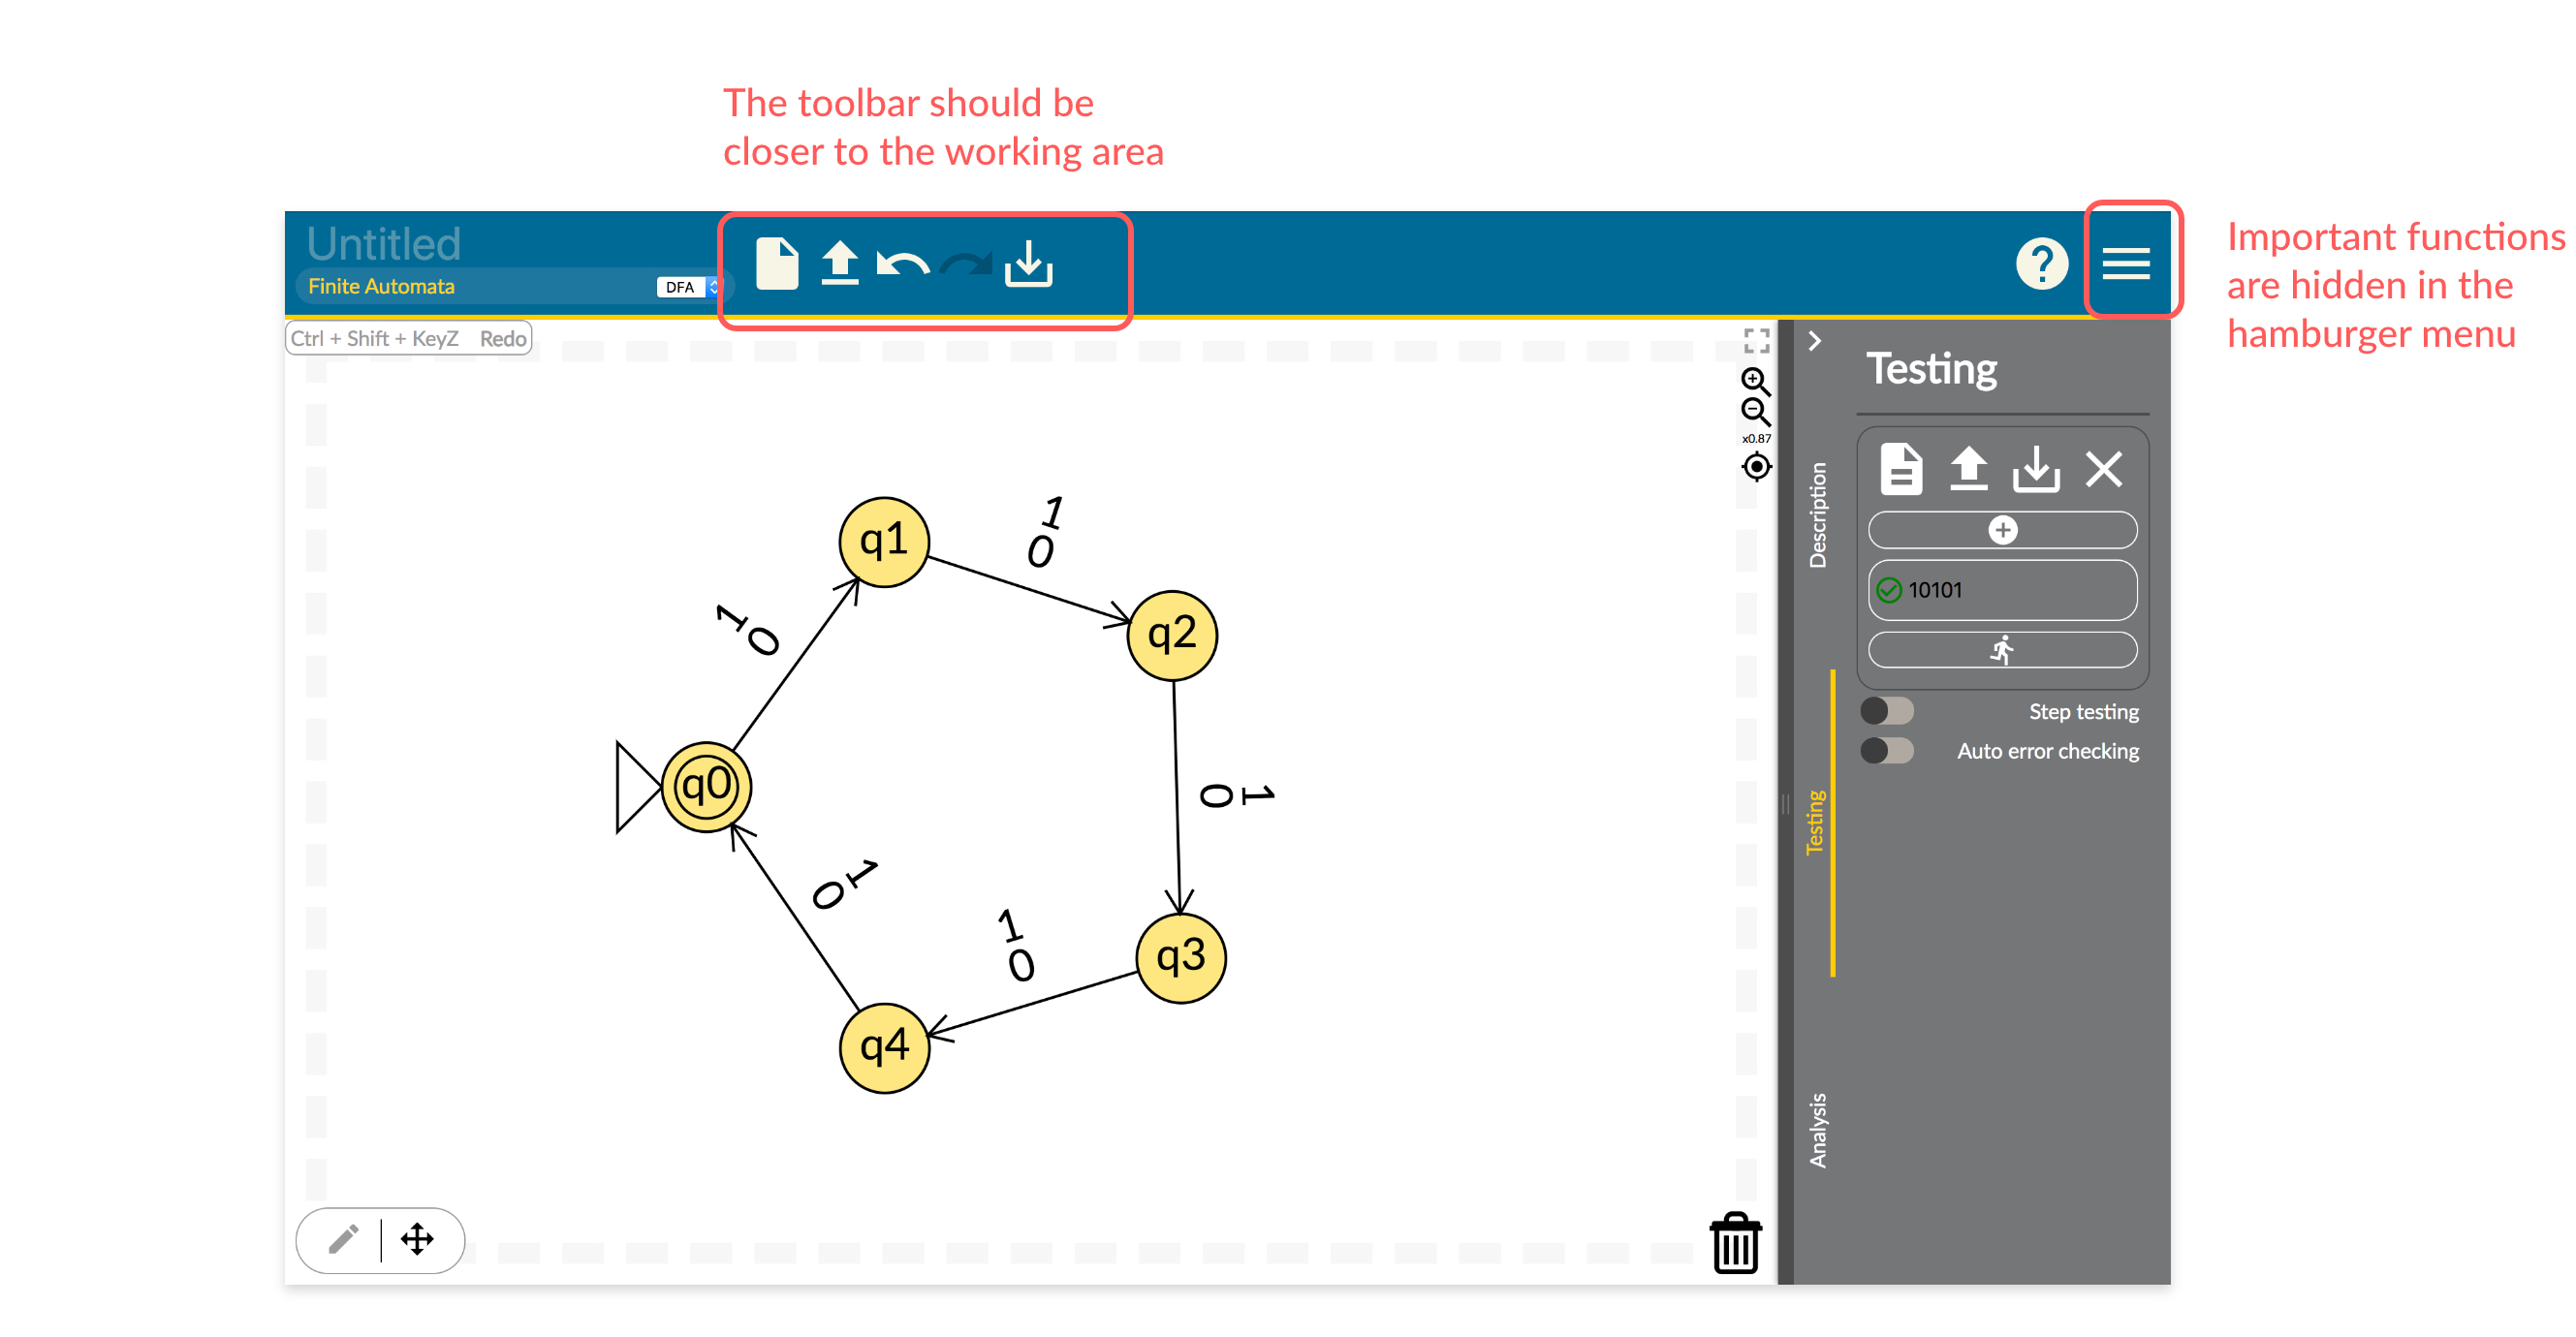 The toolbar should be
closer to the working area
Important functions
are hidden in the
hamburger menu
Untitled
Finite Automata
DFA
?
Ctrl + Shift + KeyZ Redo
x0.87
Testing
Description
Testing
Analysis
10101
Step testing
Auto error checking
q1
1
0
q2
1
0
q0
1
0
q3
1
0
q4
1
0